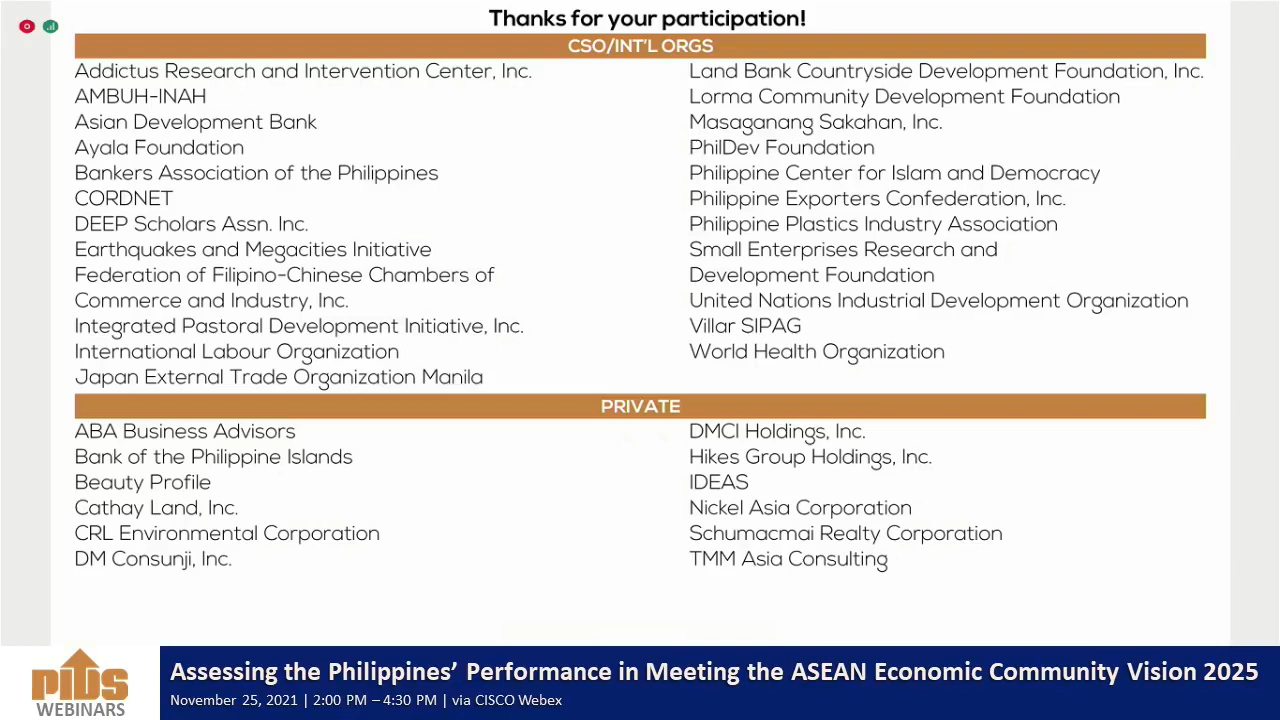 Thanks for your participation!
CSO/INT'L ORGS
Addictus Research and Intervention Center, Inc.
AMBUH-INAH
Asian Development Bank
Ayala Foundation
Bankers Association of the Philippines
CORDNET
DEEP Scholars Assn. Inc.
Earthquakes and Megacities Initiative
Federation of Filipino-Chinese Chambers of
Commerce and Industry, Inc.
Integrated Pastoral Development Initiative, Inc.
International Labour Organization
Japan External Trade Organization Manila
Land Bank Countryside Development Foundation, Inc.
Lorma Community Development Foundation
Masaganang Sakahan, Inc.
PhilDev Foundation
Philippine Center for Islam and Democracy
Philippine Exporters Confederation, Inc.
Philippine Plastics Industry Association
Small Enterprises Research and
Development Foundation
United Nations Industrial Development Organization
Villar SIPAG
World Health Organization
PRIVATE
ABA Business Advisors
Bank of the Philippine Islands
Beauty Profile
Cathay Land, Inc.
CRL Environmental Corporation
DM Consunji, Inc.
DMCI Holdings, Inc.
Hikes Group Holdings, Inc.
IDEAS
Nickel Asia Corporation
Schumacmai Realty Corporation
TMM Asia Consulting
pids
WEBINARS
Assessing the Philippines' Performance in Meeting the ASEAN Economic Community Vision 2025
November 25, 2021 | 2:00 PM – 4:30 PM | via CISCO Webex